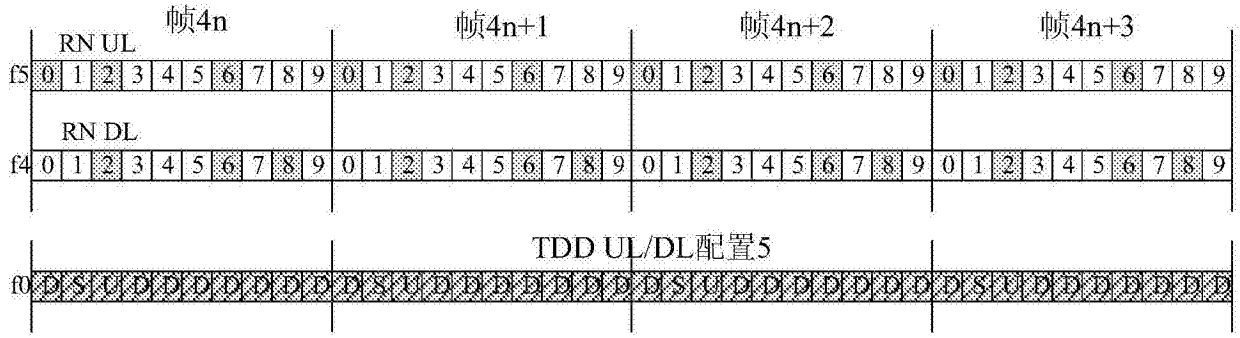 帧4n 帧4n+1 帧4n+2 帧4n+3
RN UL
f5 0 1 2 3 4 5 6 7 8 9 0 1 2 3 4 5 6 7 8 9 0 1 2 3 4 5 6 7 8 9 0 1 2 3 4 5 6 7 8 9
RN DL
f4 0 1 2 3 4 5 6 7 8 9 0 1 2 3 4 5 6 7 8 9 0 1 2 3 4 5 6 7 8 9 0 1 2 3 4 5 6 7 8 9
TDD UL/DL配置5
f0 D S U D D D D D D D D S U D D D D D D D D S U D D D D D D D D S U D D D D D D D